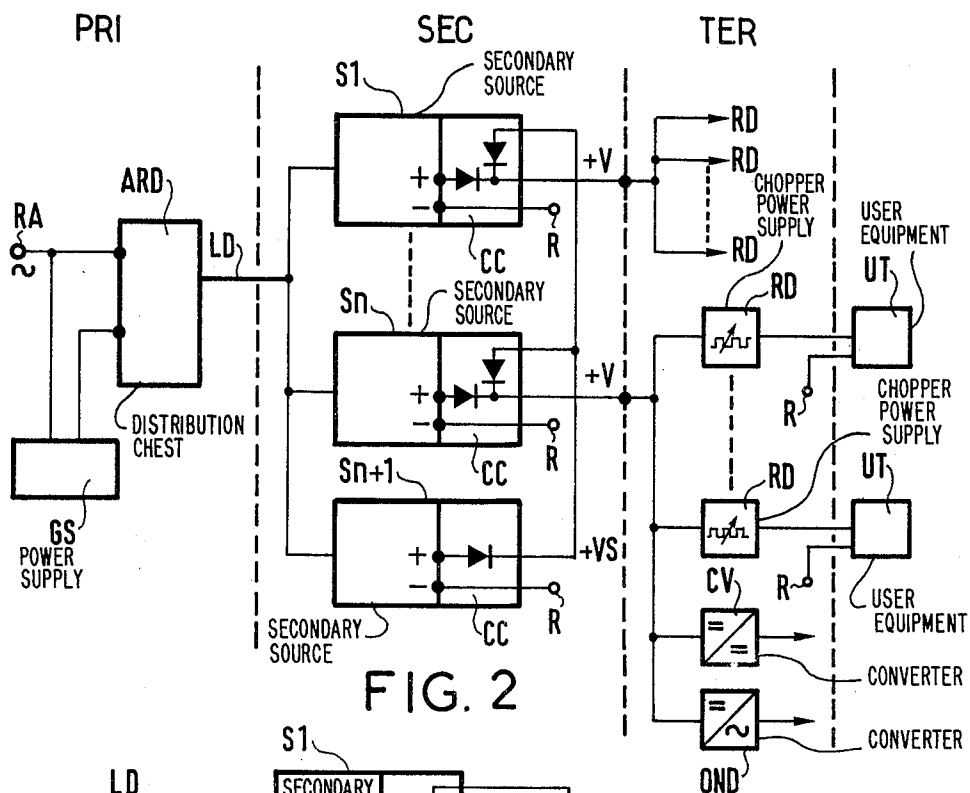 PRI SEC TER
S1 SECONDARY
SOURCE
+V
+
-
CC
R
RD
RD
RD
CHOPPER
POWER
SUPPLY
RD
USER
EQUIPMENT
UT
R
ARD
RA
~
LD
DISTRIBUTION
CHEST
GS
POWER
SUPPLY
Sn SECONDARY
SOURCE
+V
+
-
CC
R
CHOPPER
POWER
SUPPLY
RD
UT
R
USER
EQUIPMENT
Sn+1
+VS
+
-
CC
R
SECONDARY
SOURCE
CV
=
=
CONVERTER
=
~
CONVERTER
OND
FIG. 2
S1
LD
SECONDARY